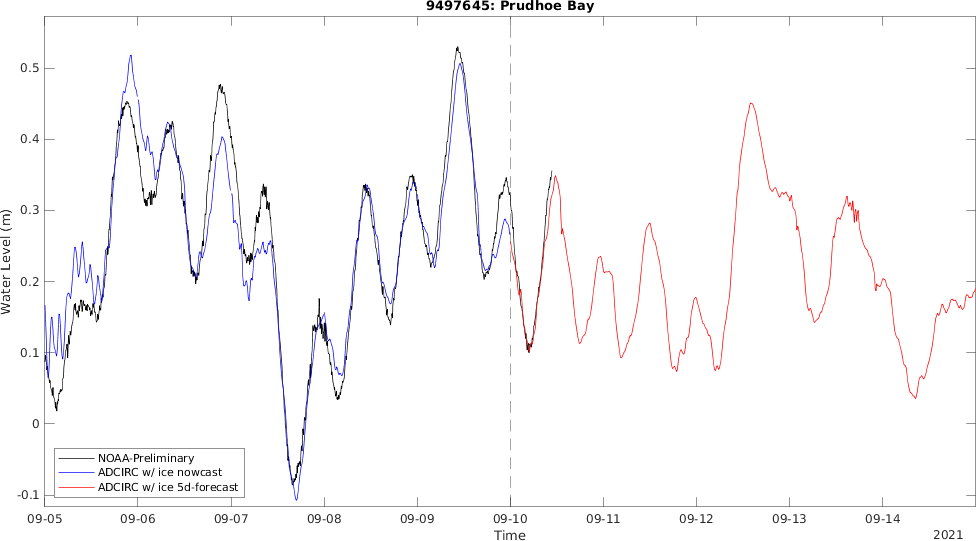 9497645: Prudhoe Bay
Water Level (m)
0.5
0.4
0.3
0.2
0.1
0
-0.1
NOAA-Preliminary
ADCIRC w/ ice nowcast
ADCIRC w/ ice 5d-forecast
09-05 09-06 09-07 09-08 09-09 09-10 09-11 09-12 09-13 09-14
Time
2021